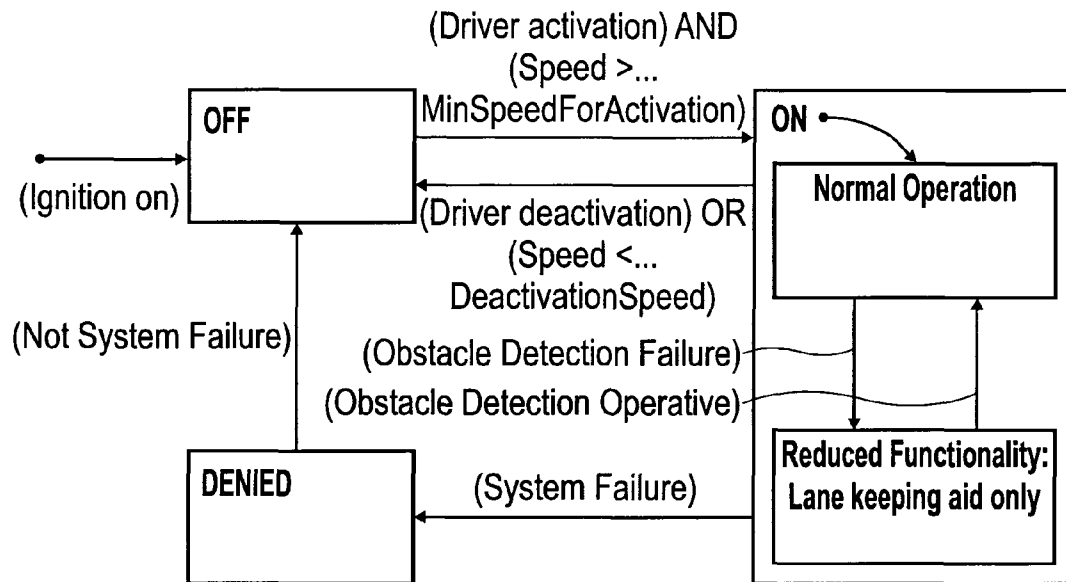 (Driver activation) AND
(Speed >...
MinSpeedForActivation)
OFF
ON
(Ignition on)
Normal Operation
(Driver deactivation) OR
(Speed <...
DeactivationSpeed)
(Not System Failure)
(Obstacle Detection Failure)
(Obstacle Detection Operative)
Reduced Functionality:
Lane keeping aid only
DENIED
(System Failure)